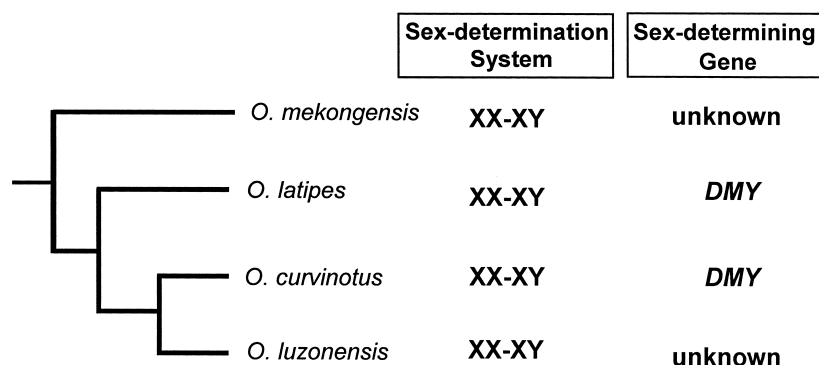 Sex-determination System
Sex-determining Gene
O. mekongensis XX-XY unknown
O. latipes XX-XY DMY
O. curvinotus XX-XY DMY
O. luzonensis XX-XY unknown